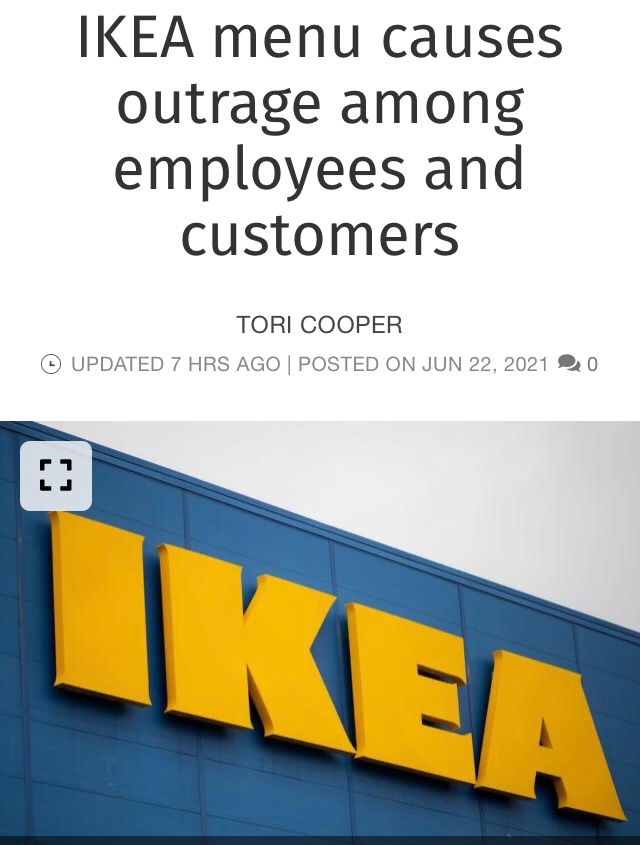 IKEA menu causes
outrage among
employees and
customers
TORI COOPER
UPDATED 7 HRS AGO | POSTED ON JUN 22, 2021 0
IKEA